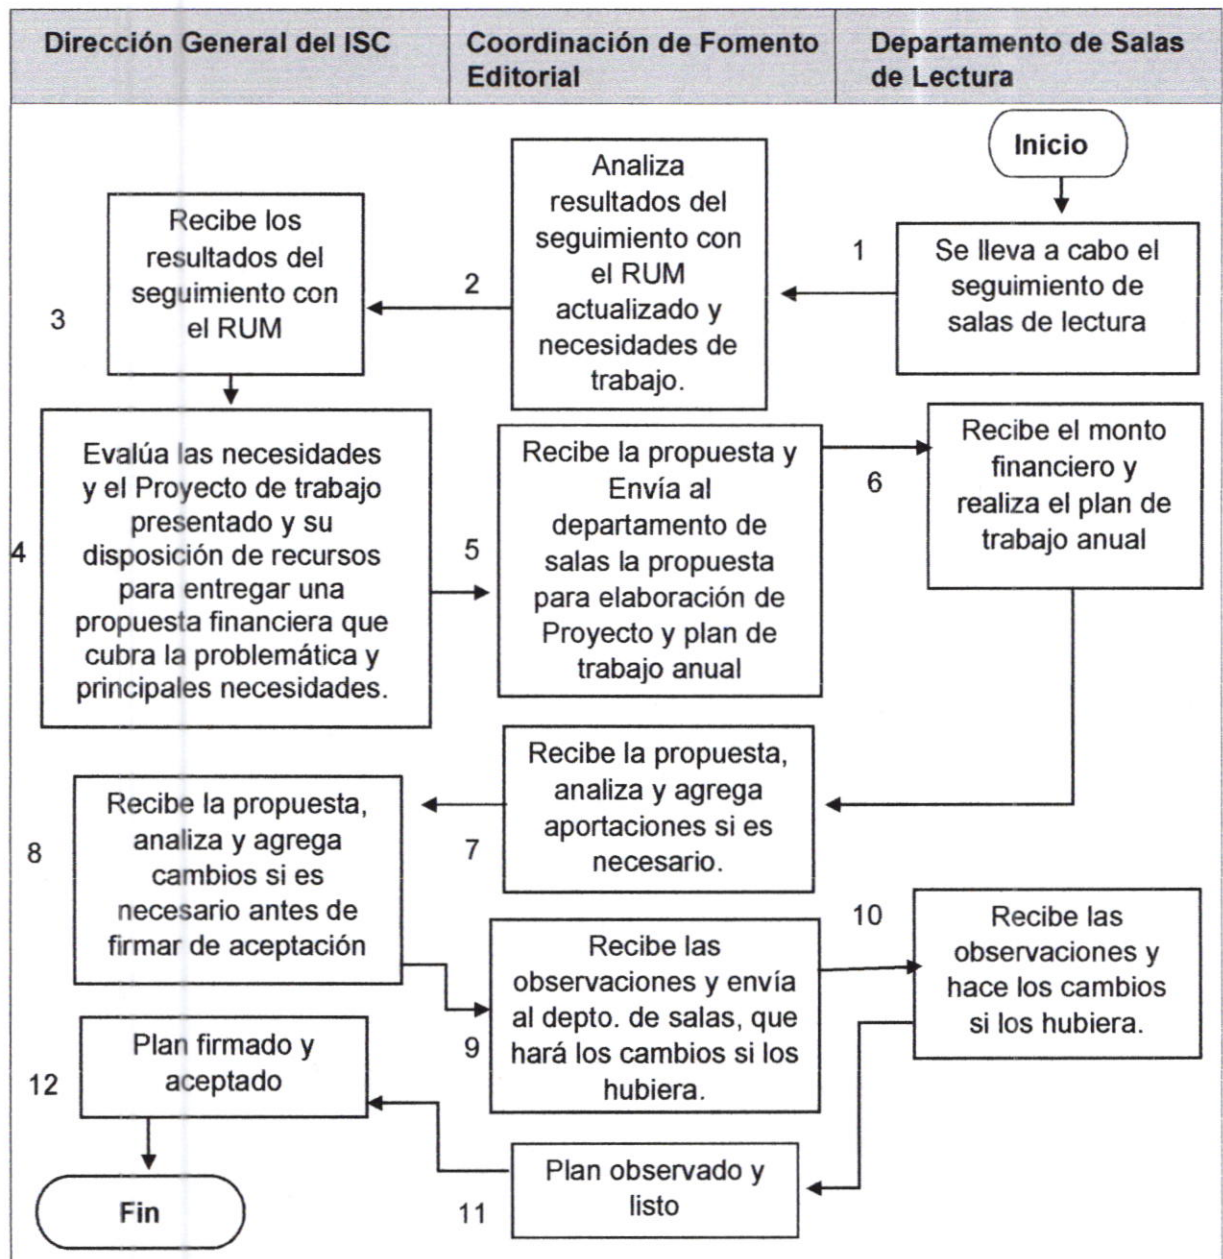 Dirección General del ISC
Coordinación de Fomento
Editorial
Departamento de Salas
de Lectura
Inicio
1
Se lleva a cabo el
seguimiento de
salas de lectura
2
Analiza
resultados del
seguimiento con
el RUM
actualizado y
necesidades de
trabajo.
3
Recibe los
resultados del
seguimiento con
el RUM
4
Evalúa las necesidades
y el Proyecto de trabajo
presentado y su
disposición de recursos
para entregar una
propuesta financiera que
cubra la problemática y
principales necesidades.
5
Recibe la propuesta y
Envía al
departamento de
salas la propuesta
para elaboración de
Proyecto y plan de
trabajo anual
6
Recibe el monto
financiero y
realiza el plan de
trabajo anual
7
Recibe la propuesta,
analiza y agrega
aportaciones si es
necesario.
8
Recibe la propuesta,
analiza y agrega
cambios si es
necesario antes de
firmar de aceptación
9
Recibe las
observaciones y envía
al depto. de salas, que
hará los cambios si los
hubiera.
10
Recibe las
observaciones y
hace los cambios
si los hubiera.
11
Plan observado y
listo
12
Plan firmado y
aceptado
Fin